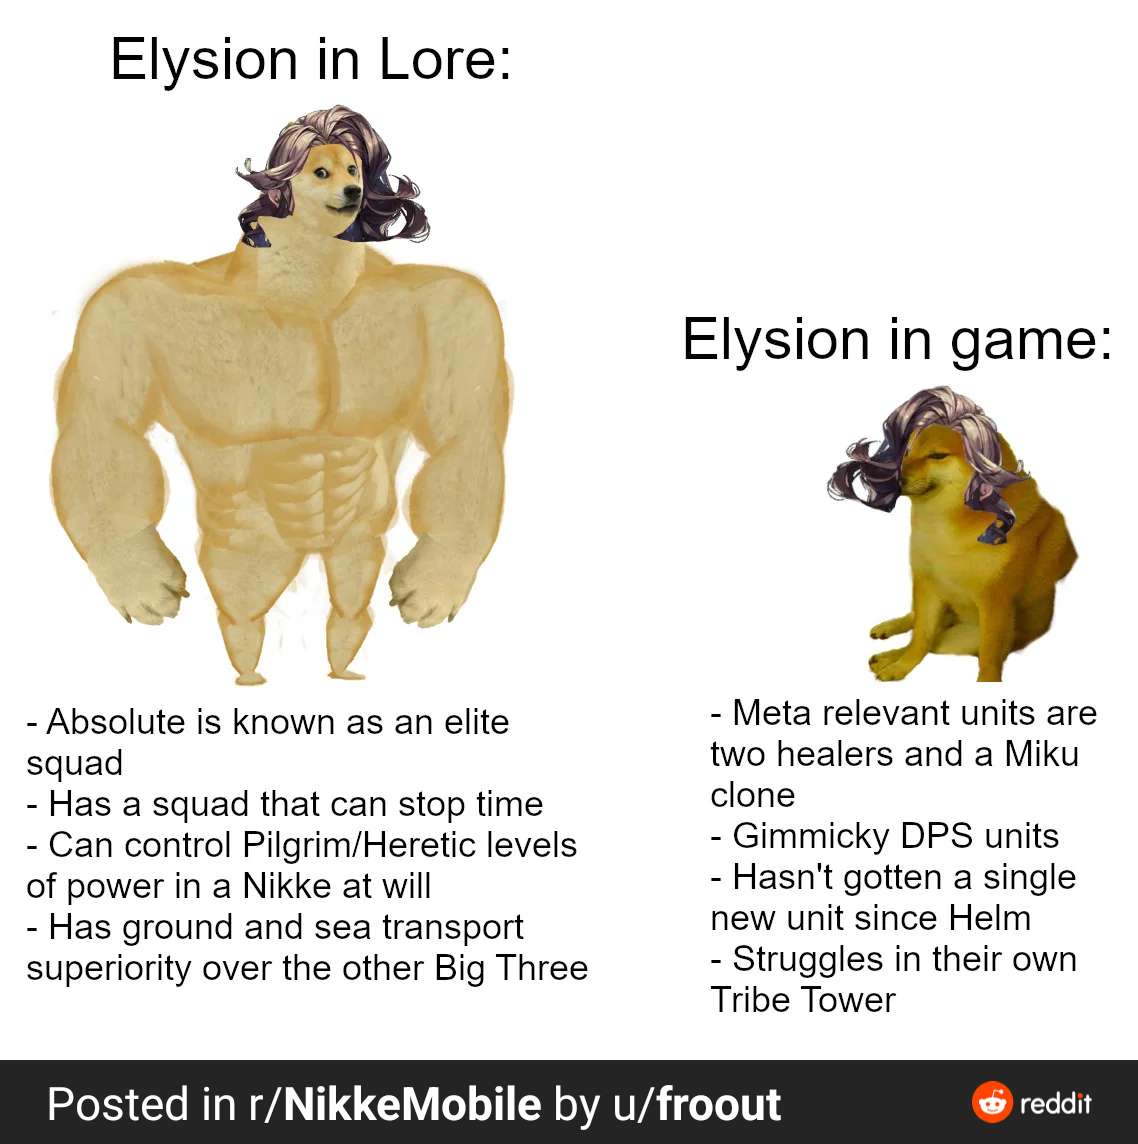 Elysion in Lore:
- Absolute is known as an elite
squad
- Has a squad that can stop time
- Can control Pilgrim/Heretic levels
of power in a Nikke at will
- Has ground and sea transport
superiority over the other Big Three
Elysion in game:
- Meta relevant units are
two healers and a Miku
clone
- Gimmicky DPS units
- Hasn't gotten a single
new unit since Helm
- Struggles in their own
Tribe Tower
Posted in r/NikkeMobile by u/froout
reddit